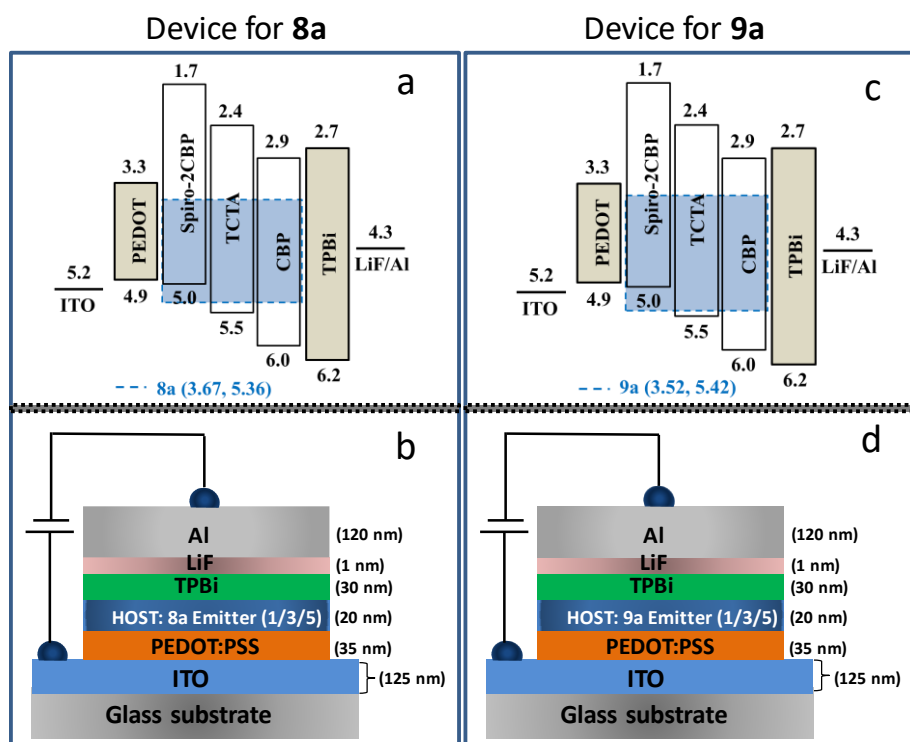 Device for 8a
Device for 9a
a
1.7
2.4
2.9
2.7
3.3
PEDOT
Spiro-2CBP
TCTA
CBP
TPBi
4.3
LiF/Al
5.2
ITO
4.9
5.0
5.5
6.0
6.2
8a (3.67, 5.36)
c
1.7
2.4
2.9
2.7
3.3
PEDOT
Spiro-2CBP
TCTA
CBP
TPBi
4.3
LiF/Al
5.2
ITO
4.9
5.0
5.5
6.0
6.2
9a (3.52, 5.42)
b
Al (120 nm)
LiF (1 nm)
TPBi (30 nm)
HOST: 8a Emitter (1/3/5) (20 nm)
PEDOT:PSS (35 nm)
ITO (125 nm)
Glass substrate
d
Al (120 nm)
LiF (1 nm)
TPBi (30 nm)
HOST: 9a Emitter (1/3/5) (20 nm)
PEDOT:PSS (35 nm)
ITO (125 nm)
Glass substrate